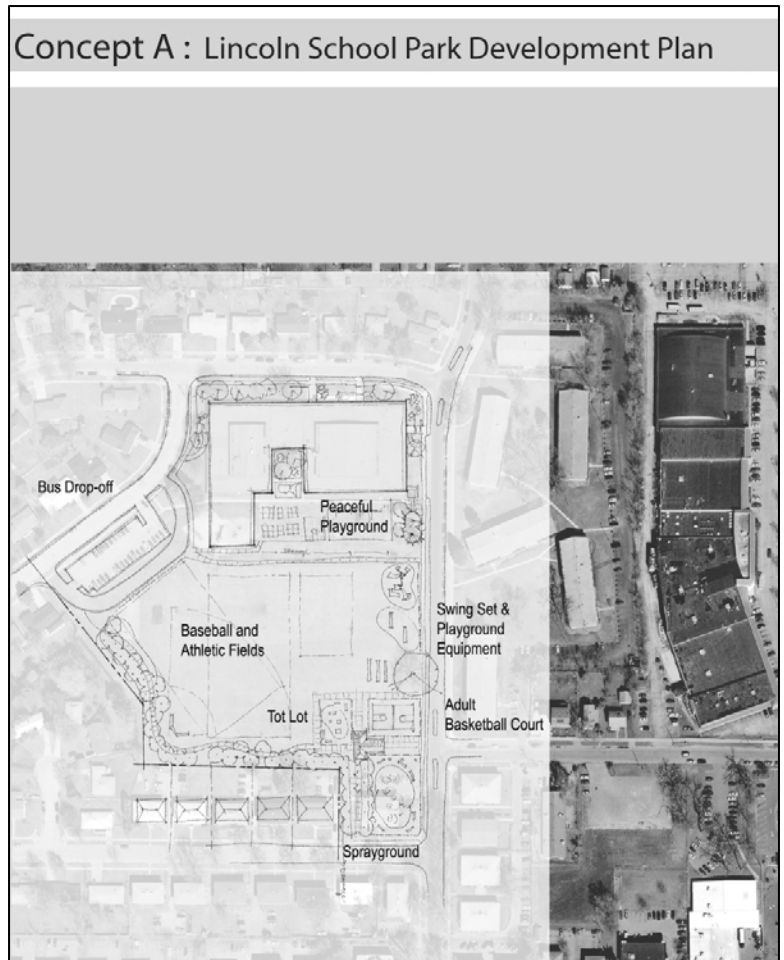 Concept A : Lincoln School Park Development Plan
Bus Drop-off
Peaceful
Playground
Swing Set &
Playground
Equipment
Baseball and
Athletic Fields
Tot Lot
Adult
Basketball Court
Sprayground